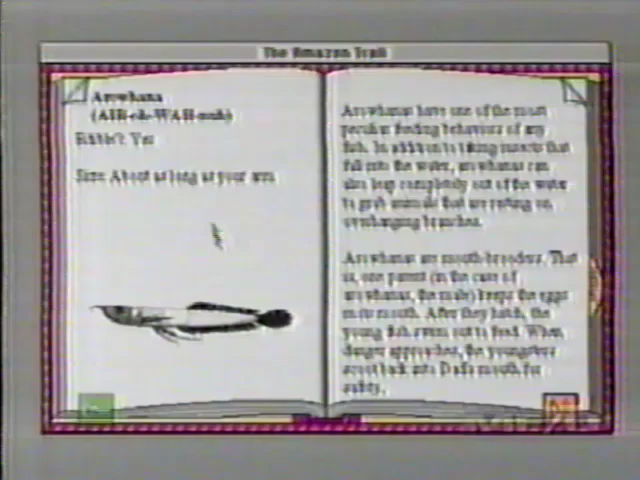 The Amazon Trail
Arowhana
(AIR-oh-WAH-nuh)
Edible?: Yes
Size: About as long as your arm
Arowhanas have one of the most
peculiar feeding behaviors of any
fish. In addition to taking insects that
fall into the water, arowhanas can
also leap completely out of the water
to grab animals that are resting on
overhanging branches.
Arowhanas are mouth-brooders. That
is, one parent (in the case of
arowhanas, the male) keeps the eggs
in its mouth. After they hatch, the
young fish swim out to feed. When
danger approaches, the youngsters
scoot back into Dad's mouth for
safety.